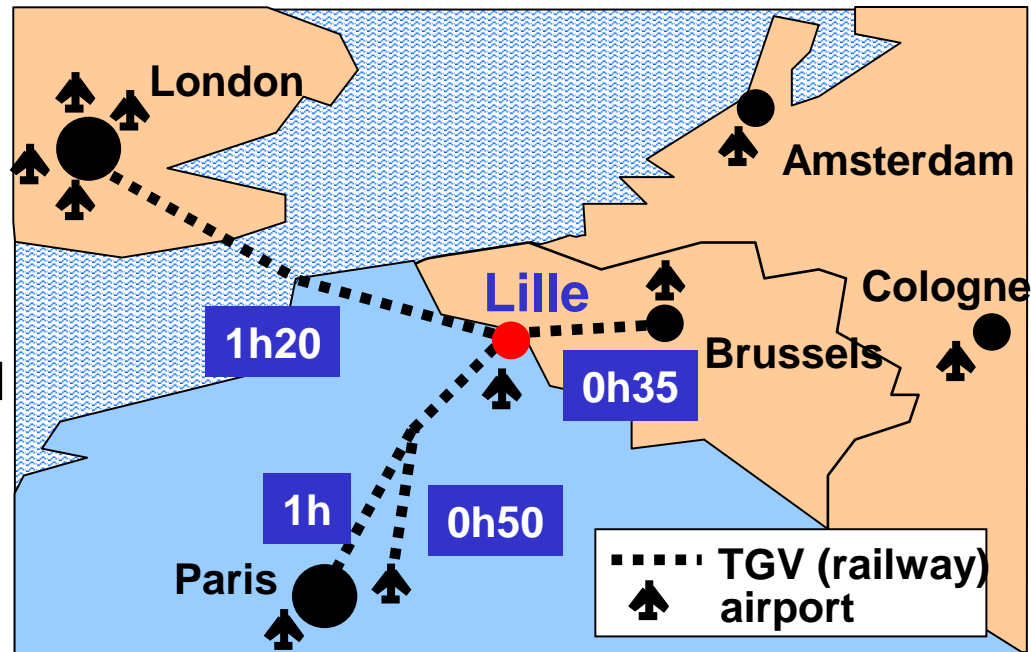 London
Amsterdam
Lille
Cologne
1h20
Brussels
0h35
1h
0h50
Paris
TGV (railway)
airport